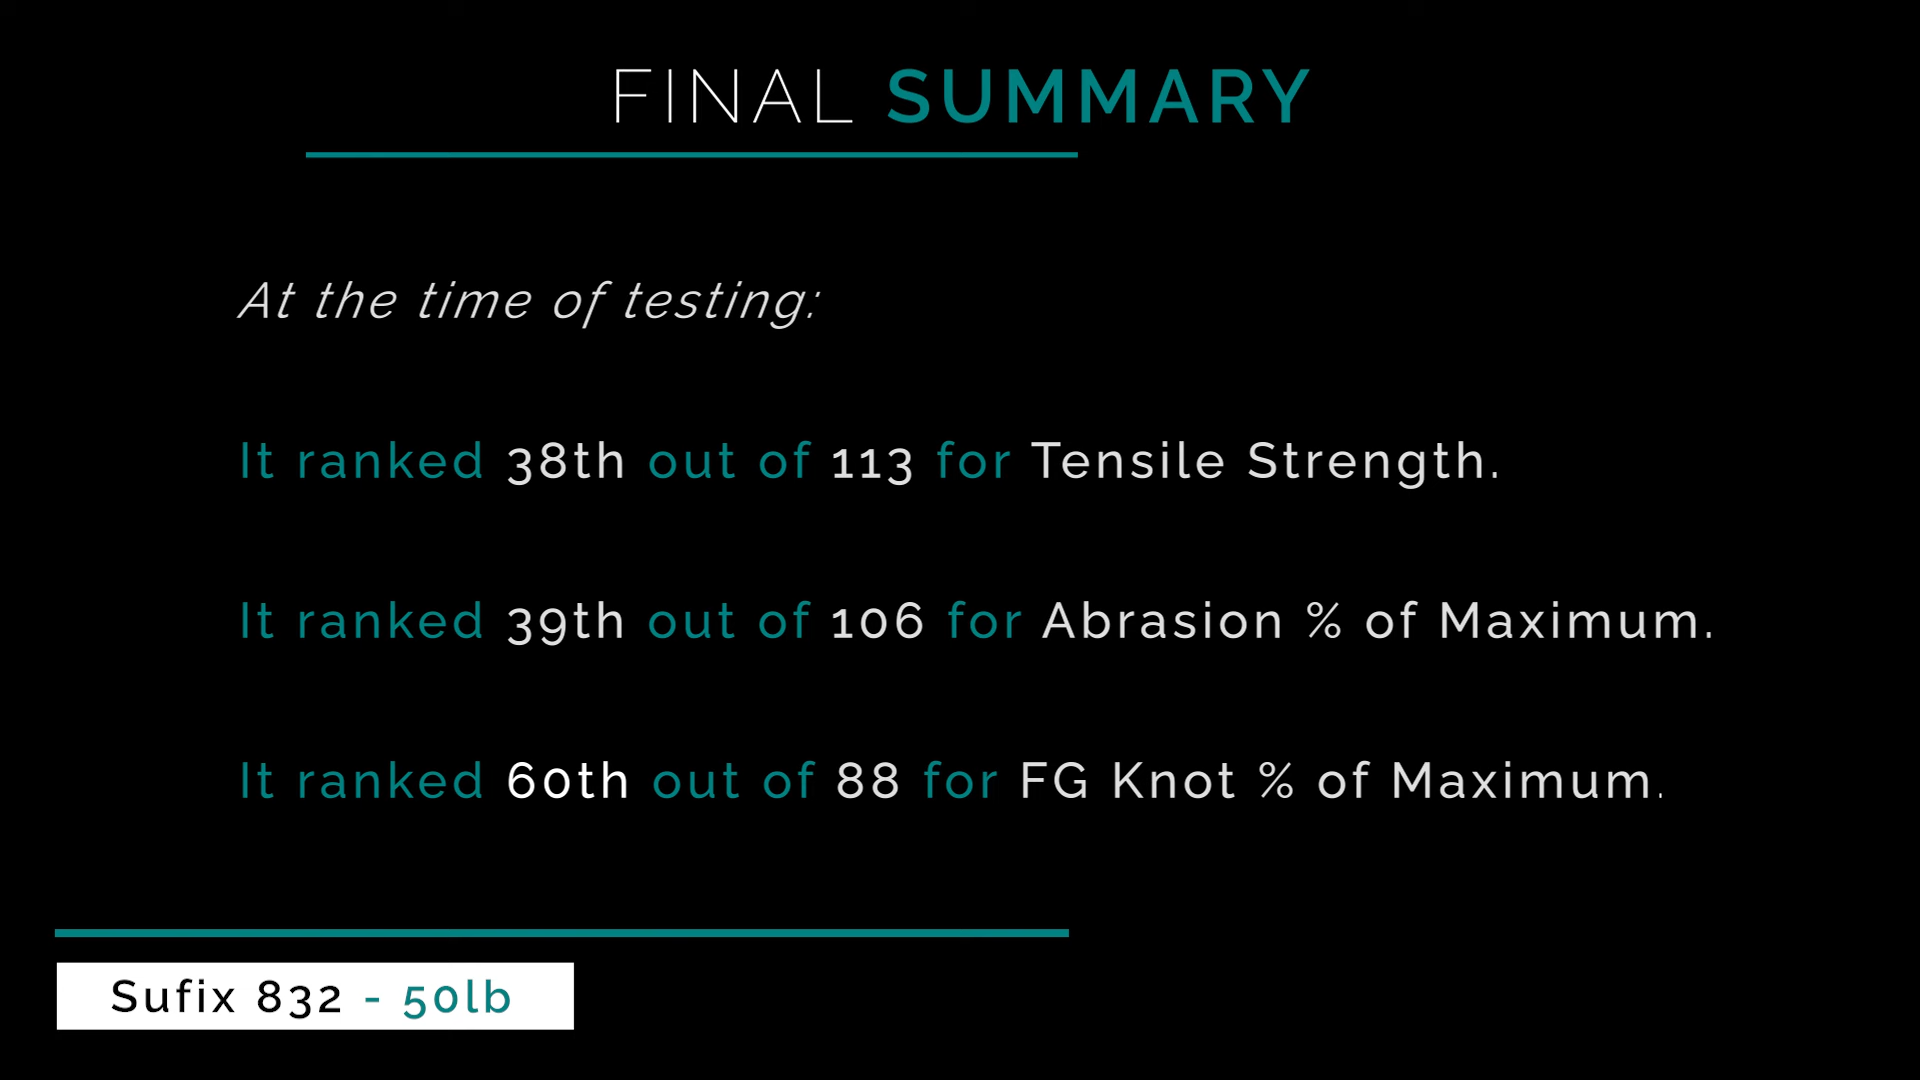 FINAL SUMMARY
At the time of testing:
It ranked 38th out of 113 for Tensile Strength.
It ranked 39th out of 106 for Abrasion % of Maximum.
It ranked 60th out of 88 for FG Knot % of Maximum.
Sufix 832 - 50lb